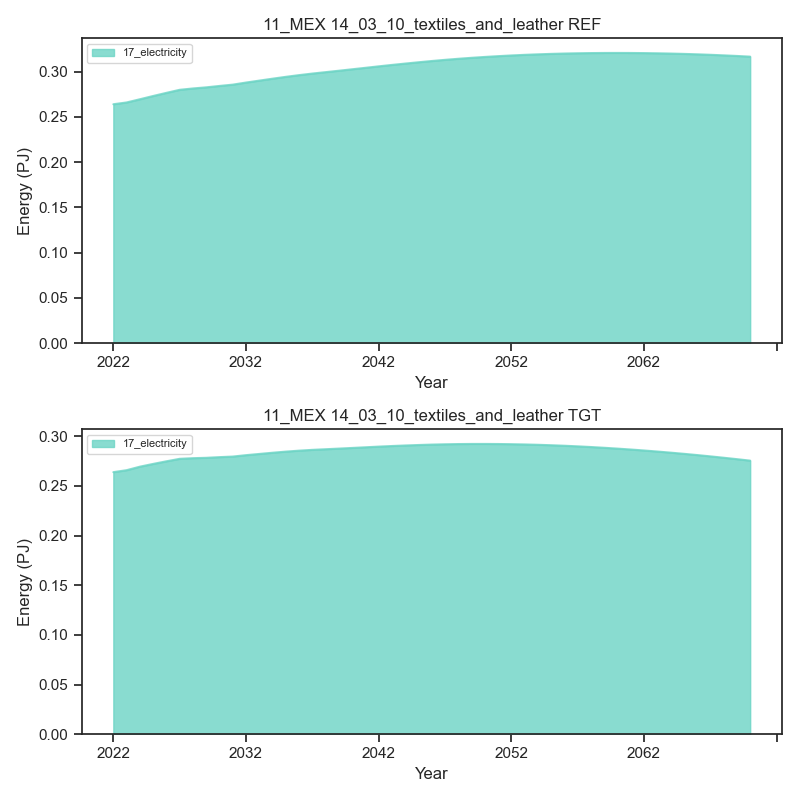 11_MEX 14_03_10_textiles_and_leather REF
17_electricity
Energy (PJ)
0.30
0.25
0.20
0.15
0.10
0.05
0.00
2022 2032 2042 2052 2062
Year
11_MEX 14_03_10_textiles_and_leather TGT
17_electricity
Energy (PJ)
0.30
0.25
0.20
0.15
0.10
0.05
0.00
2022 2032 2042 2052 2062
Year